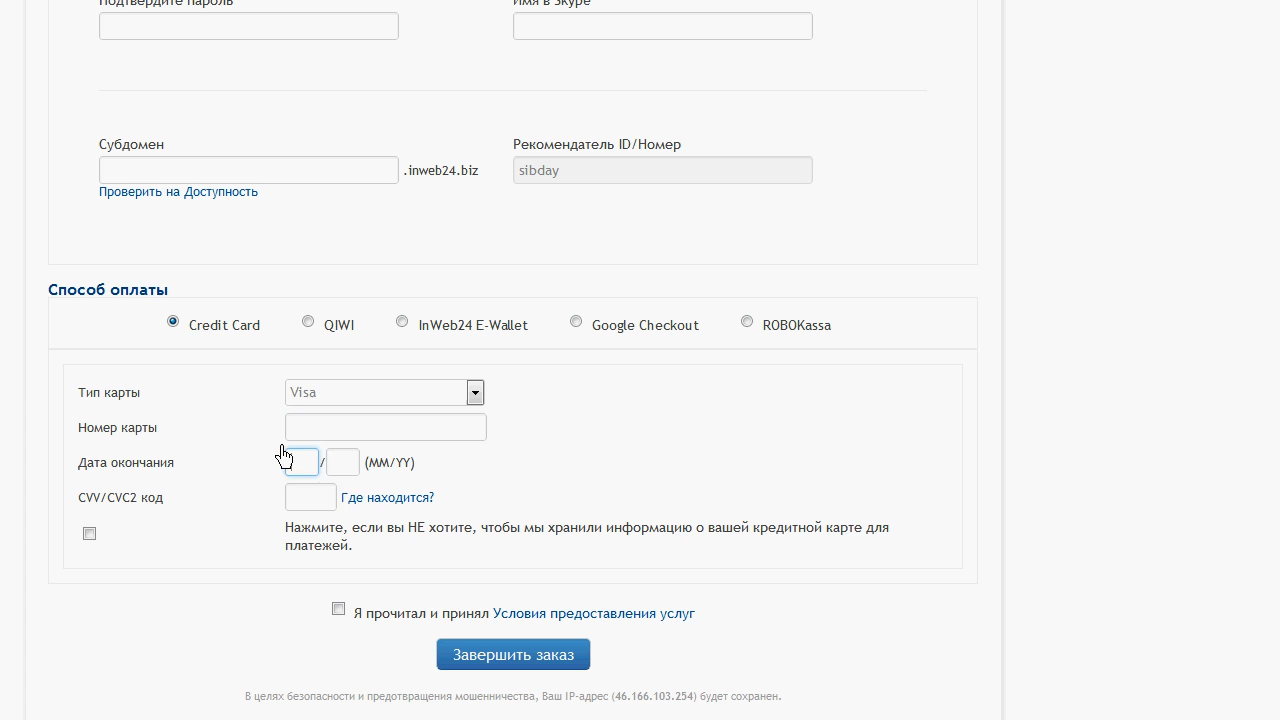 Подтвердите пароль Имя в Skype
Субдомен Рекомендатель ID/Номер
.inweb24.biz sibday
Проверить на Доступность
Способ оплаты
Credit Card QIWI InWeb24 E-Wallet Google Checkout ROBOKassa
Тип карты Visa
Номер карты
Дата окончания / (MM/YY)
CVV/CVC2 код Где находится?
Нажмите, если вы НЕ хотите, чтобы мы хранили информацию о вашей кредитной карте для
платежей.
Я прочитал и принял Условия предоставления услуг
Завершить заказ
В целях безопасности и предотвращения мошенничества, Ваш IP-адрес (46.166.103.254) будет сохранен.